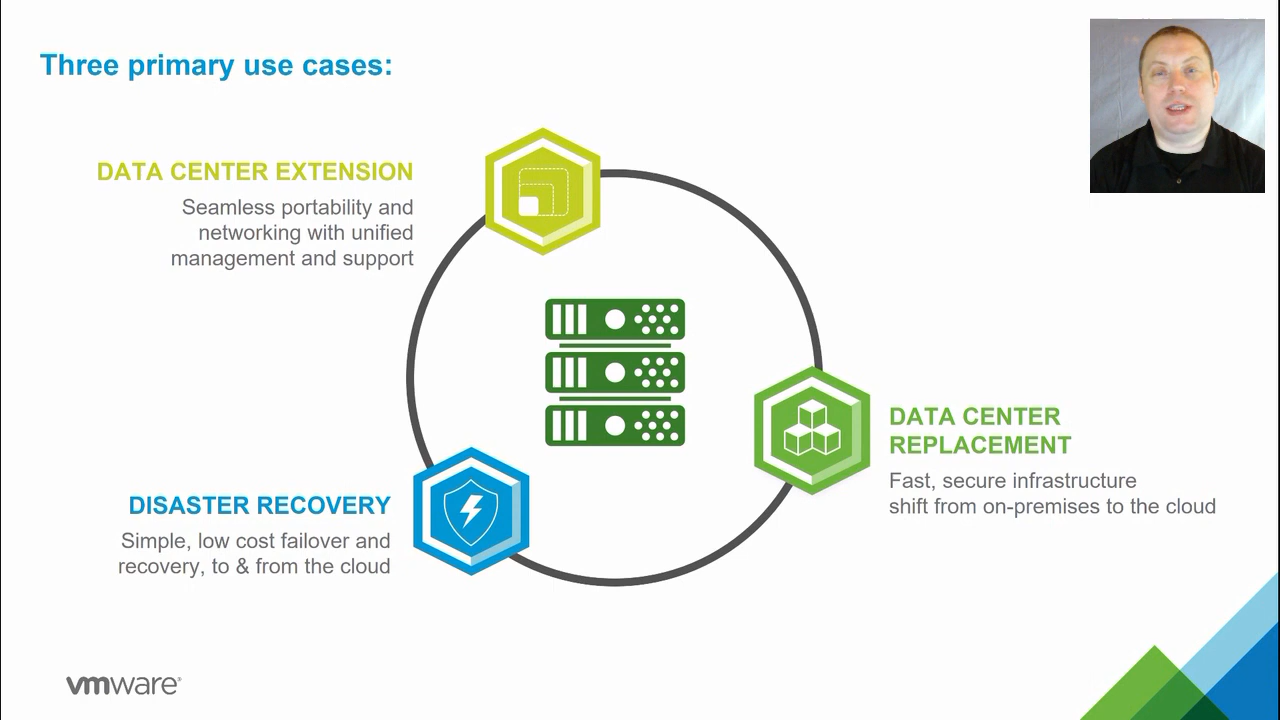 Three primary use cases:
DATA CENTER EXTENSION
Seamless portability and
networking with unified
management and support
DATA CENTER
REPLACEMENT
Fast, secure infrastructure
shift from on-premises to the cloud
DISASTER RECOVERY
Simple, low cost failover and
recovery, to & from the cloud
vmware®